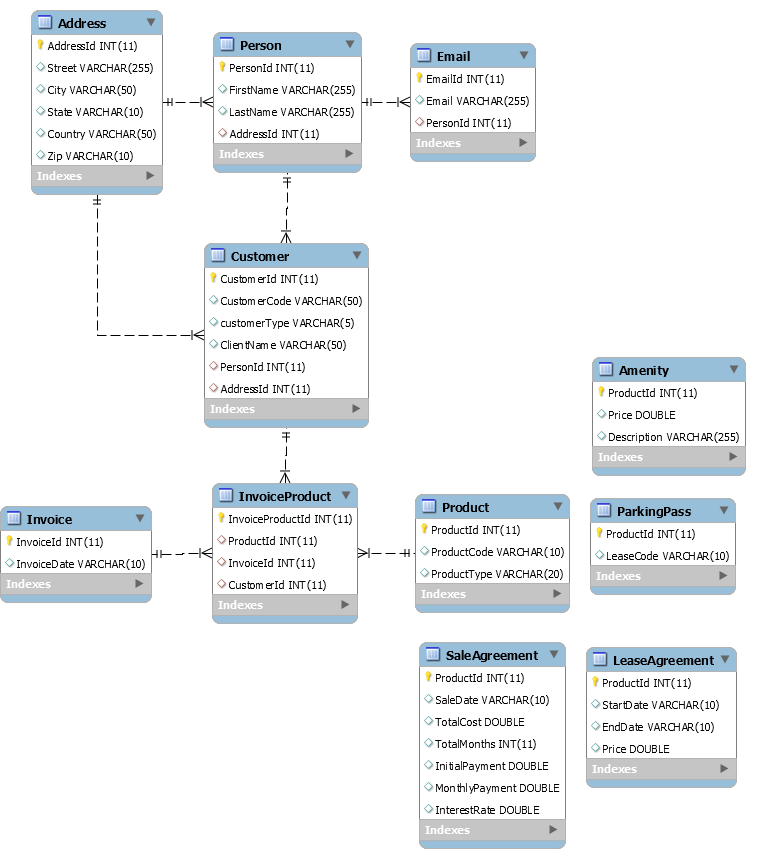 Address
AddressId INT(11)
Street VARCHAR(255)
City VARCHAR(50)
State VARCHAR(10)
Country VARCHAR(50)
Zip VARCHAR(10)
Indexes
Person
PersonId INT(11)
FirstName VARCHAR(255)
LastName VARCHAR(255)
AddressId INT(11)
Indexes
Email
EmailId INT(11)
Email VARCHAR(255)
PersonId INT(11)
Indexes
Customer
CustomerId INT(11)
CustomerCode VARCHAR(50)
customerType VARCHAR(5)
ClientName VARCHAR(50)
PersonId INT(11)
AddressId INT(11)
Indexes
Amenity
ProductId INT(11)
Price DOUBLE
Description VARCHAR(255)
Indexes
Invoice
InvoiceId INT(11)
InvoiceDate VARCHAR(10)
Indexes
InvoiceProduct
InvoiceProductId INT(11)
ProductId INT(11)
InvoiceId INT(11)
CustomerId INT(11)
Indexes
Product
ProductId INT(11)
ProductCode VARCHAR(10)
ProductType VARCHAR(20)
Indexes
ParkingPass
ProductId INT(11)
LeaseCode VARCHAR(10)
Indexes
SaleAgreement
ProductId INT(11)
SaleDate VARCHAR(10)
TotalCost DOUBLE
TotalMonths INT(11)
InitialPayment DOUBLE
MonthlyPayment DOUBLE
InterestRate DOUBLE
Indexes
LeaseAgreement
ProductId INT(11)
StartDate VARCHAR(10)
EndDate VARCHAR(10)
Price DOUBLE
Indexes